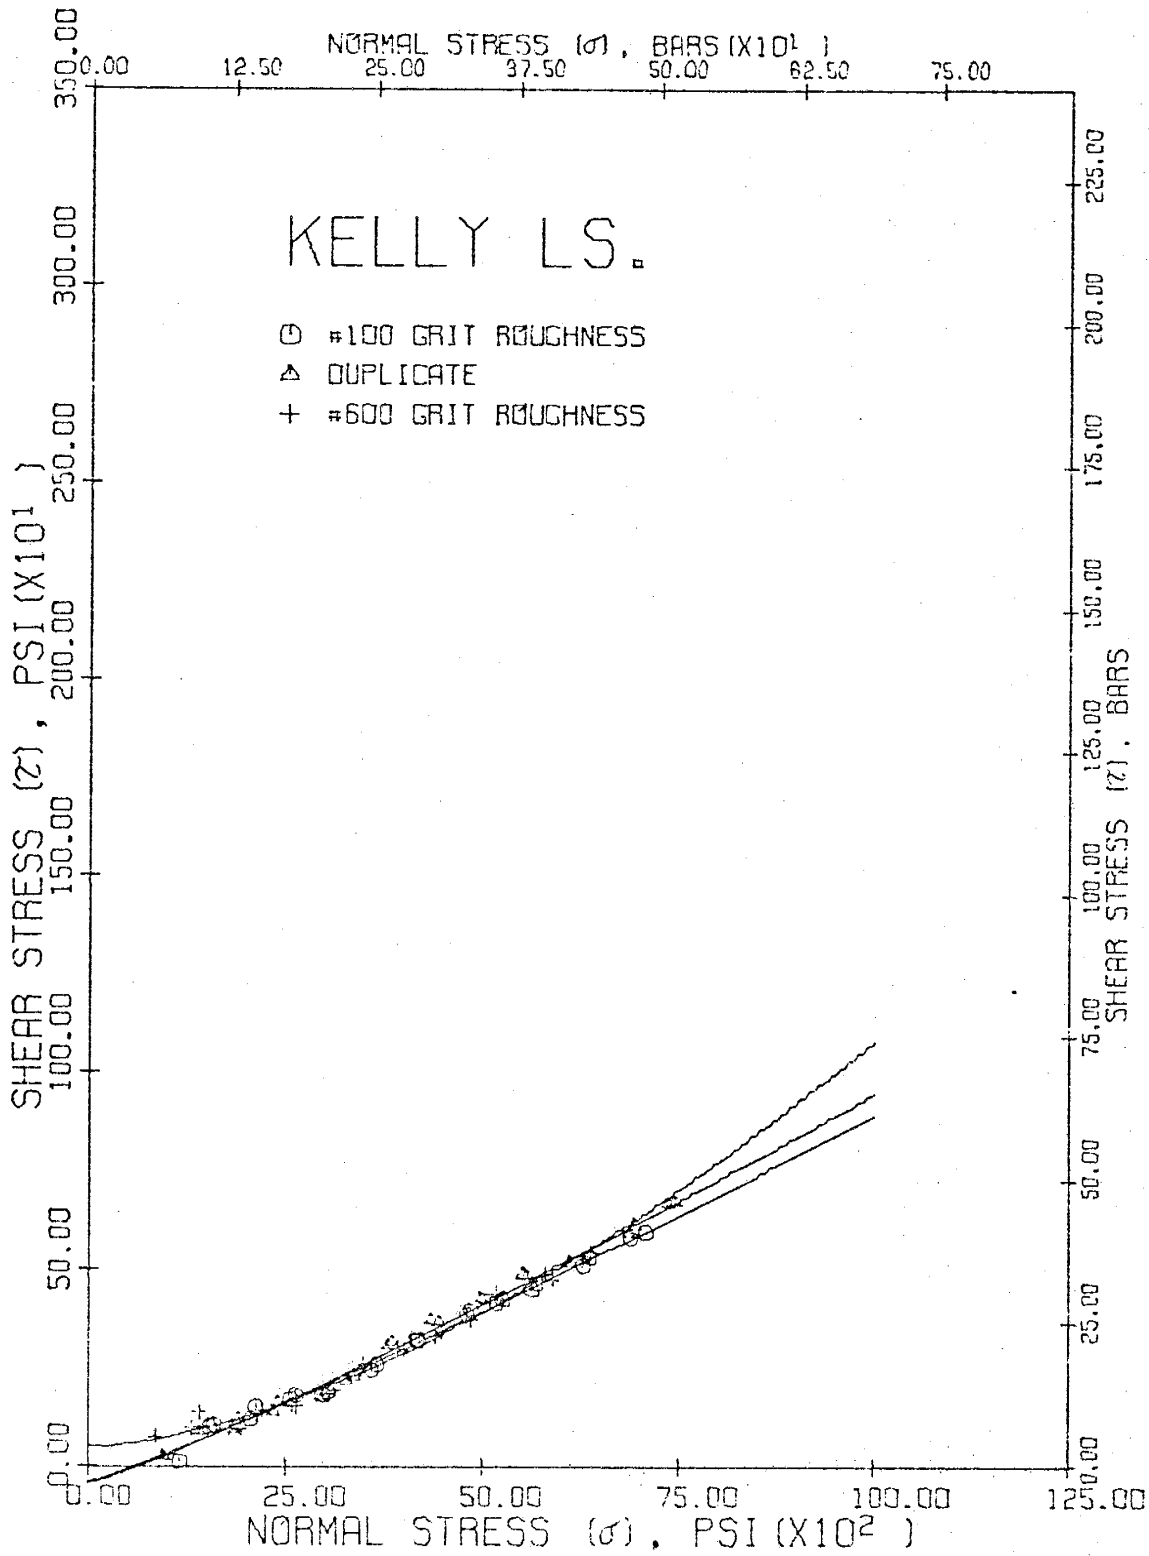 NORMAL STRESS (σ), BARS (X10¹ )
0.00 12.50 25.00 37.50 50.00 62.50 75.00
KELLY LS.
#100 GRIT ROUGHNESS
DUPLICATE
#600 GRIT ROUGHNESS
SHEAR STRESS (τ), PSI (X10¹ )
350.00
300.00
250.00
200.00
150.00
100.00
50.00
0.00
225.00
200.00
175.00
150.00
125.00
100.00
75.00
50.00
25.00
0.00
SHEAR STRESS (τ), BARS
0.00 25.00 50.00 75.00 100.00 125.00
NORMAL STRESS (σ), PSI (X10² )